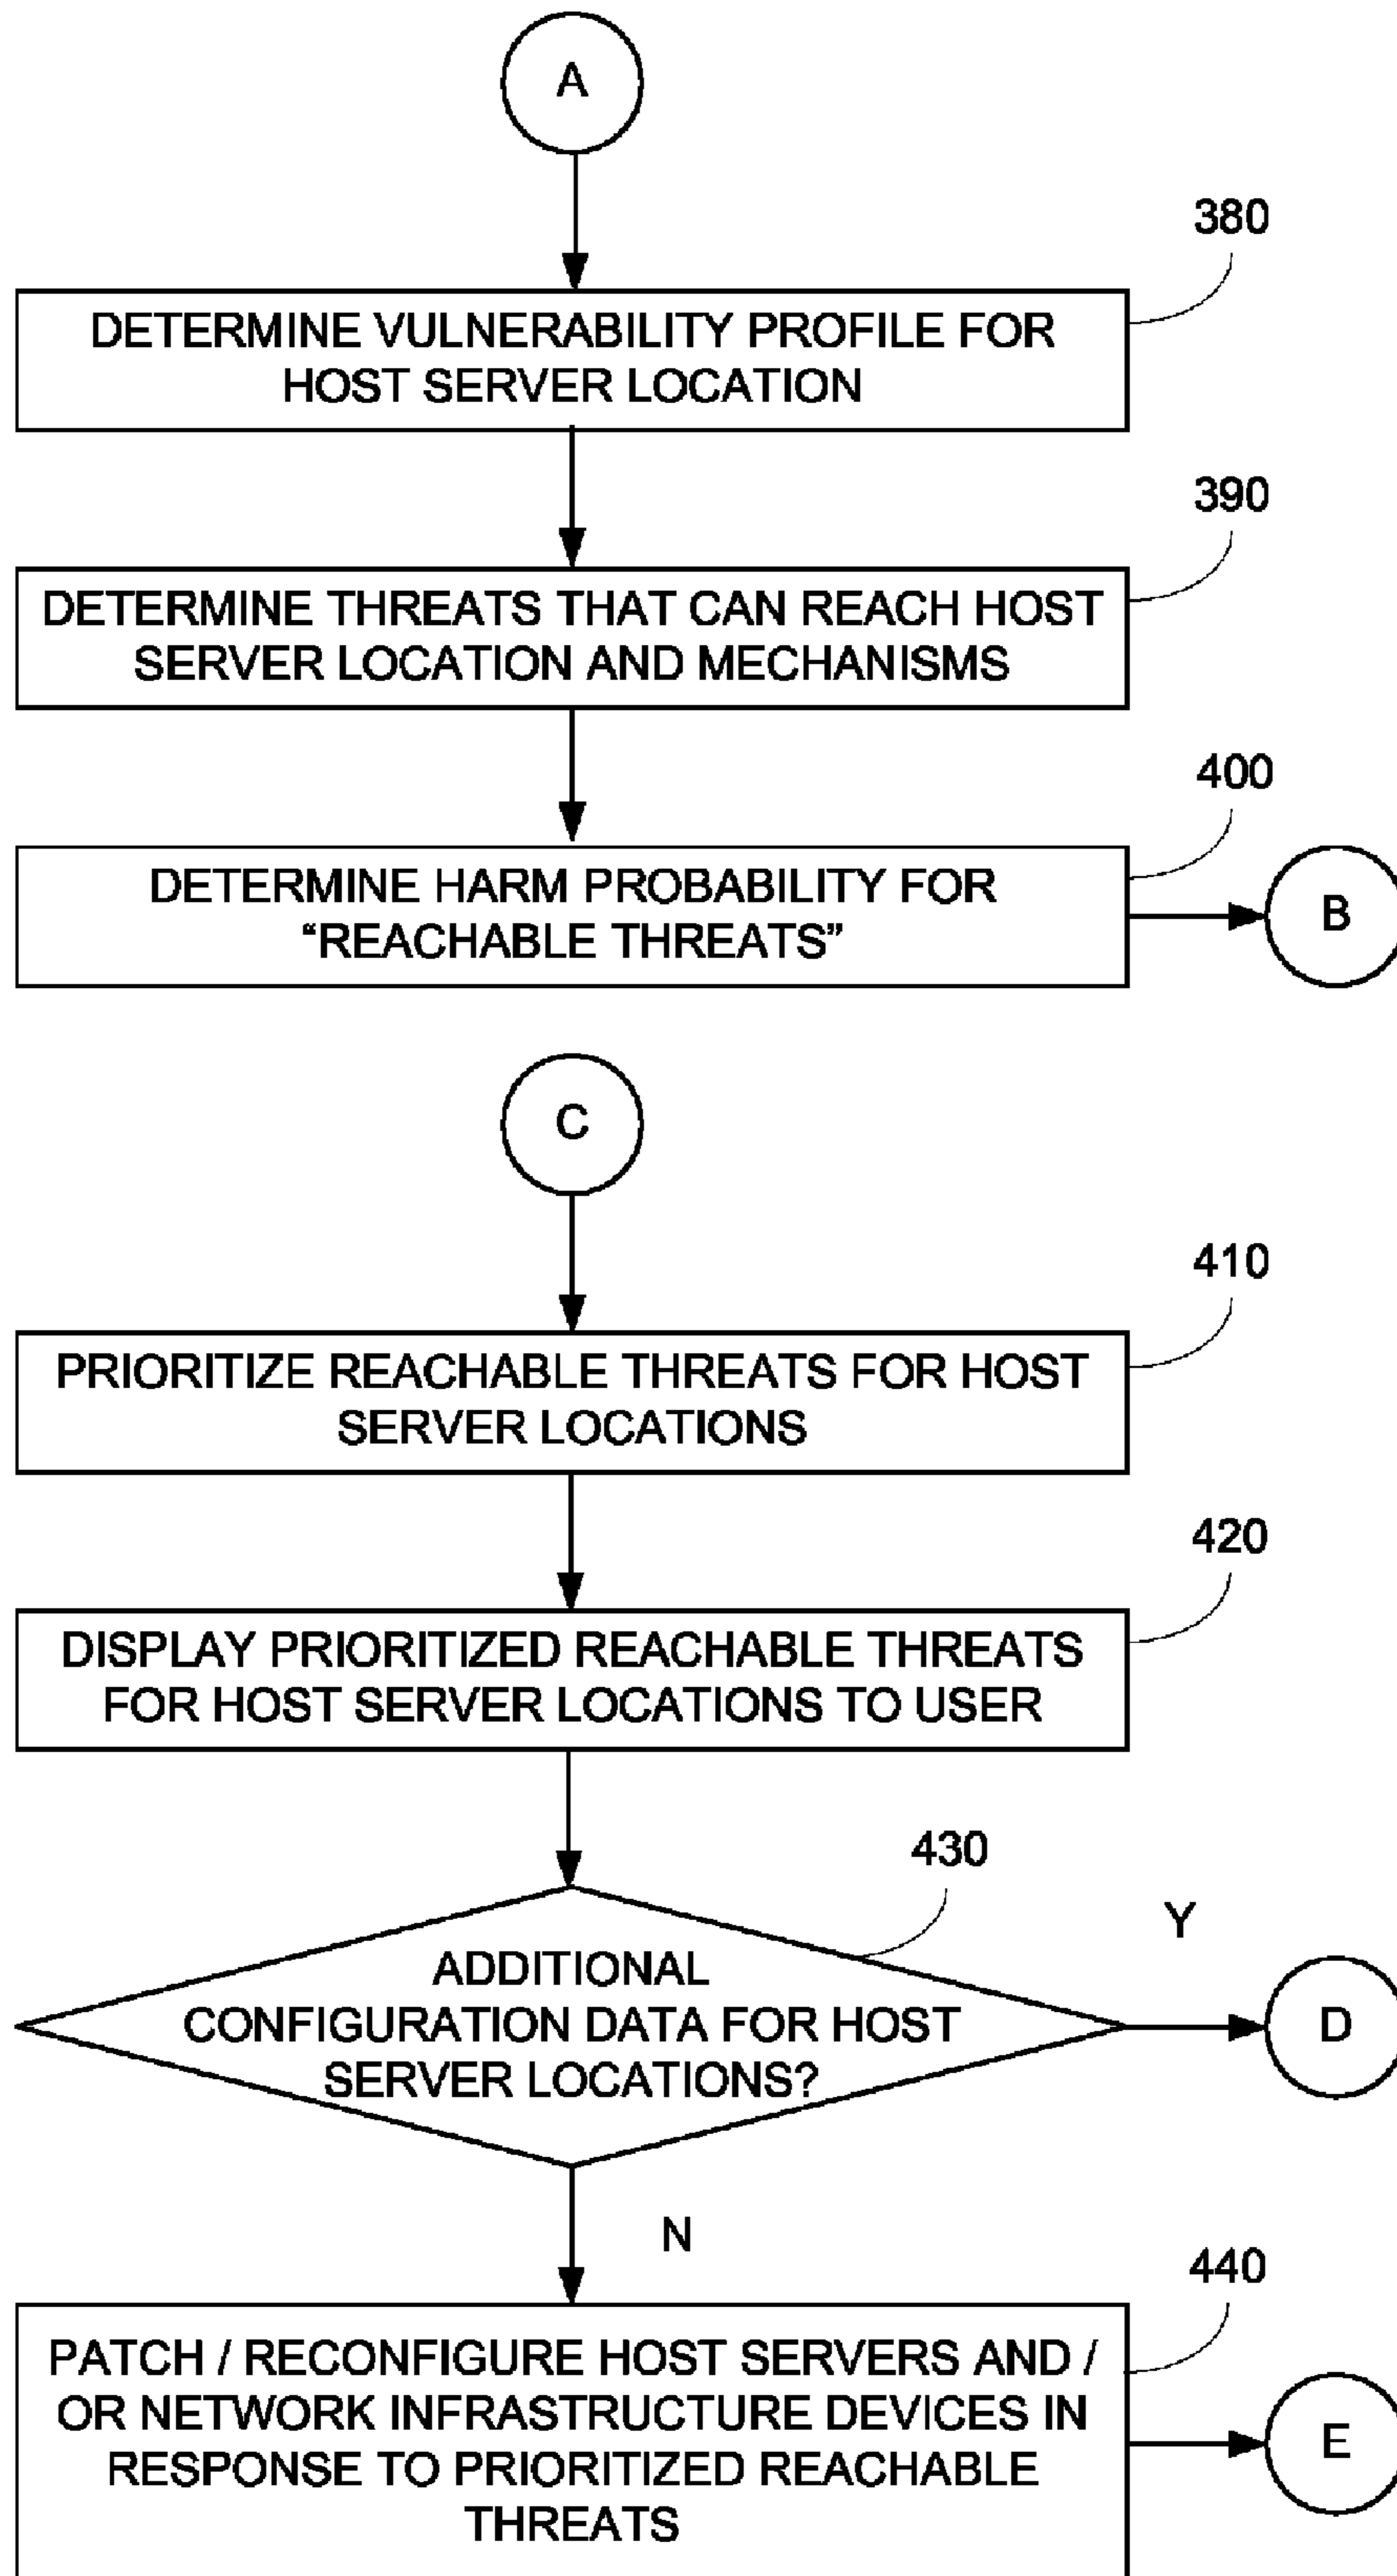 A
380
DETERMINE VULNERABILITY PROFILE FOR
HOST SERVER LOCATION
390
DETERMINE THREATS THAT CAN REACH HOST
SERVER LOCATION AND MECHANISMS
400
DETERMINE HARM PROBABILITY FOR
“REACHABLE THREATS”
B
C
410
PRIORITIZE REACHABLE THREATS FOR HOST
SERVER LOCATIONS
420
DISPLAY PRIORITIZED REACHABLE THREATS
FOR HOST SERVER LOCATIONS TO USER
430
ADDITIONAL
CONFIGURATION DATA FOR HOST
SERVER LOCATIONS?
Y
D
N
440
PATCH / RECONFIGURE HOST SERVERS AND /
OR NETWORK INFRASTRUCTURE DEVICES IN
RESPONSE TO PRIORITIZED REACHABLE
THREATS
E